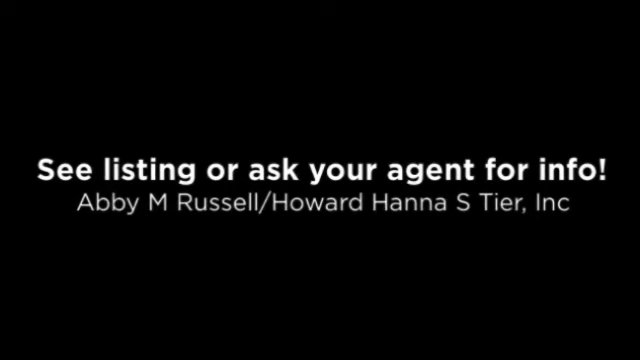 See listing or ask your agent for info!
Abby M Russell/Howard Hanna S Tier, Inc